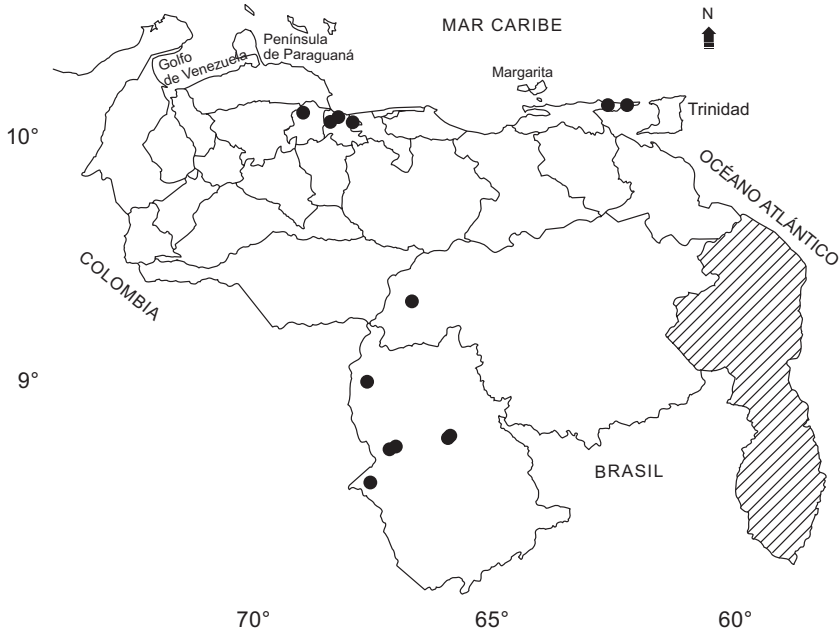 MAR CARIBE
N
Península
de Paraguaná
Golfo
de Venezuela
Margarita
Trinidad
10°
OCÉANO ATLÁNTICO
COLOMBIA
9°
BRASIL
70°
65°
60°